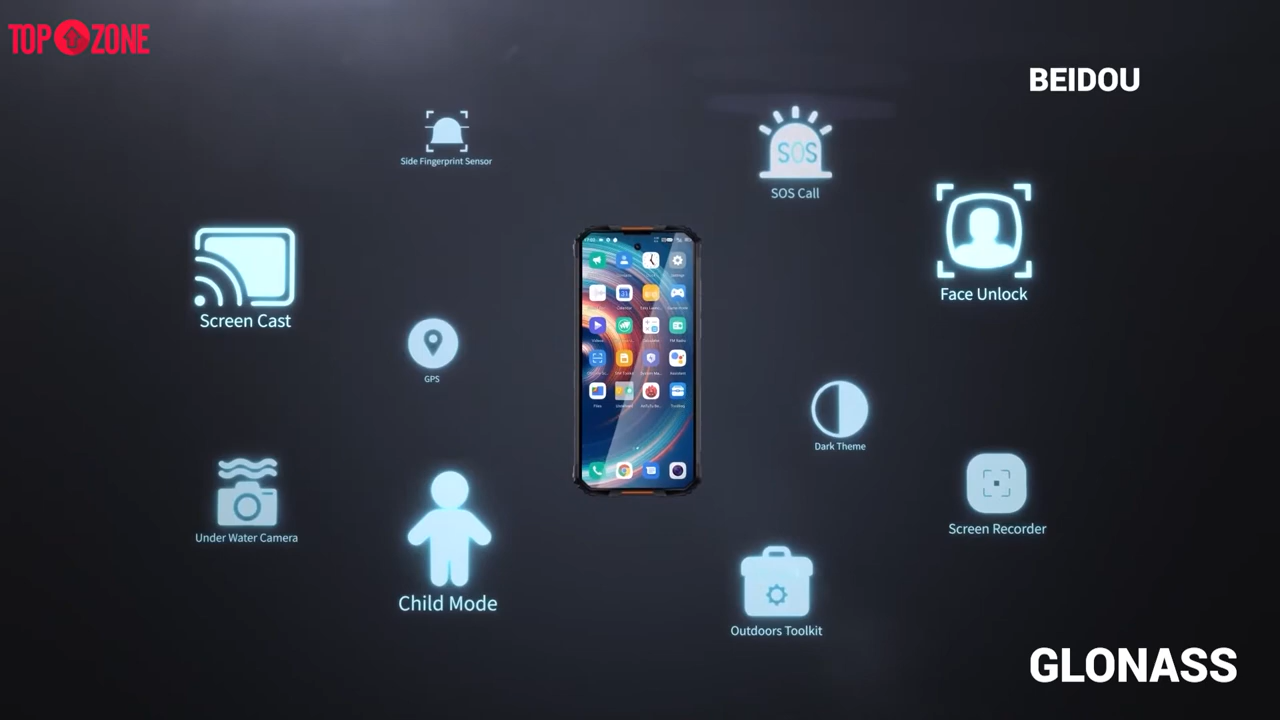 TOP ZONE
BEIDOU
Side Fingerprint Sensor
SOS
SOS Call
Face Unlock
Screen Cast
GPS
Dark Theme
Under Water Camera
Screen Recorder
Child Mode
Outdoors Toolkit
GLONASS